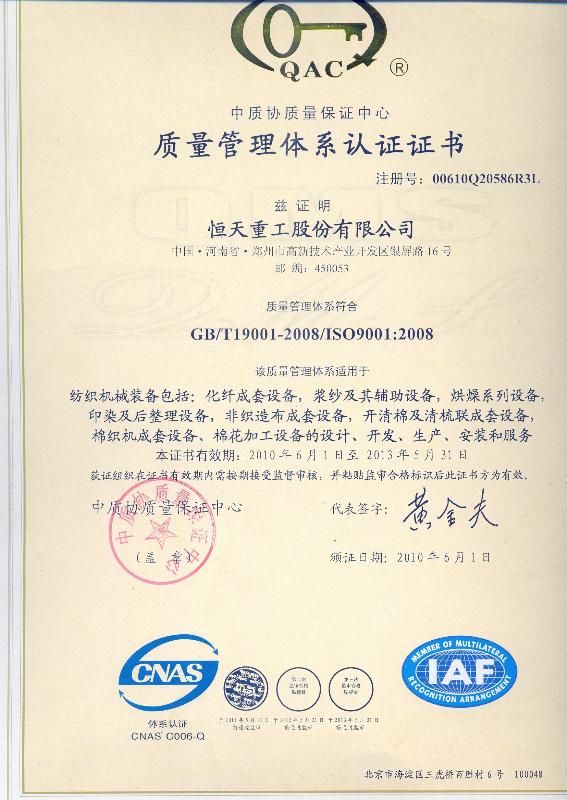 QAC ®
中质协质量保证中心
质量管理体系认证证书
注册号：00610Q20586R3L
兹证明
恒天重工股份有限公司
中国·河南省·郑州市高新技术产业开发区银屏路16号
邮编：450053
质量管理体系符合
GB/T19001-2008/ISO9001:2008
该质量管理体系适用于
纺织机械装备包括：化纤成套设备，浆纱及其辅助设备，烘燥系列设备，
印染及后整理设备，非织造布成套设备，开清棉及清梳联成套设备，
棉织机成套设备、棉花加工设备的设计、开发、生产、安装和服务
本证书有效期：2010年6月1日至2013年5月31日
获证组织在证书有效期内需按期接受监督审核，并粘贴监审合格标识后此证书方为有效。
中质协质量保证中心
代表签字：黄金夫
（盖 章）
颁证日期：2010年6月1日
中质协质量保证中心
CNAS
体系认证
CNAS C006-Q
MEMBER OF MULTILATERAL
IAF
RECOGNITION ARRANGEMENT
北京市海淀区三虎桥百胜村6号 100048